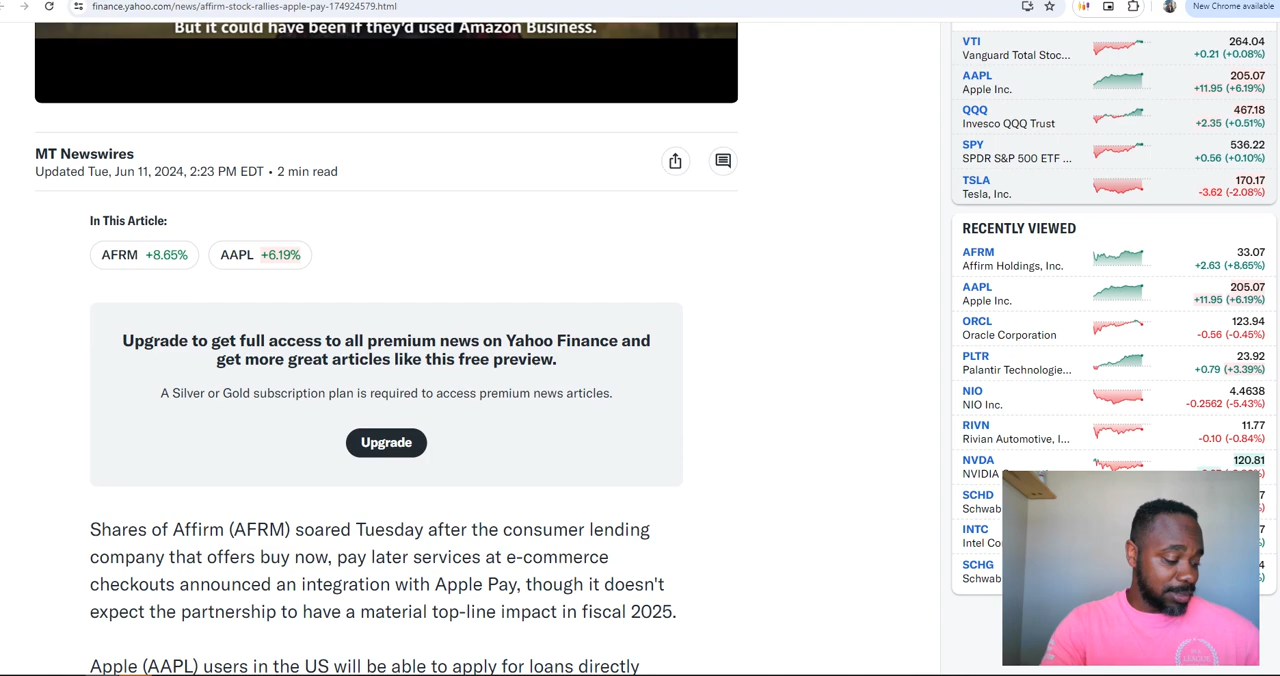 finance.yahoo.com/news/affirm-stock-rallies-apple-pay-174924579.html
New Chrome available
But it could have been if they'd used Amazon Business.
MT Newswires
Updated Tue, Jun 11, 2024, 2:23 PM EDT • 2 min read
In This Article:
AFRM +8.65%
AAPL +6.19%
Upgrade to get full access to all premium news on Yahoo Finance and
get more great articles like this free preview.
A Silver or Gold subscription plan is required to access premium news articles.
Upgrade
Shares of Affirm (AFRM) soared Tuesday after the consumer lending
company that offers buy now, pay later services at e-commerce
checkouts announced an integration with Apple Pay, though it doesn't
expect the partnership to have a material top-line impact in fiscal 2025.
Apple (AAPL) users in the US will be able to apply for loans directly
VTI 264.04
Vanguard Total Stoc... +0.21 (+0.08%)
AAPL 205.07
Apple Inc. +11.95 (+6.19%)
QQQ 467.18
Invesco QQQ Trust +2.35 (+0.51%)
SPY 536.22
SPDR S&P 500 ETF ... +0.56 (+0.10%)
TSLA 170.17
Tesla, Inc. -3.62 (-2.08%)
RECENTLY VIEWED
AFRM 33.07
Affirm Holdings, Inc. +2.63 (+8.65%)
AAPL 205.07
Apple Inc. +11.95 (+6.19%)
ORCL 123.94
Oracle Corporation -0.56 (-0.45%)
PLTR 23.92
Palantir Technologie... +0.79 (+3.39%)
NIO 4.4638
NIO Inc. -0.2562 (-5.43%)
RIVN 11.77
Rivian Automotive, I... -0.10 (-0.84%)
NVDA 120.81
NVIDIA
SCHD
Schwab
INTC
Intel Co
SCHG
Schwab
LEAGUE